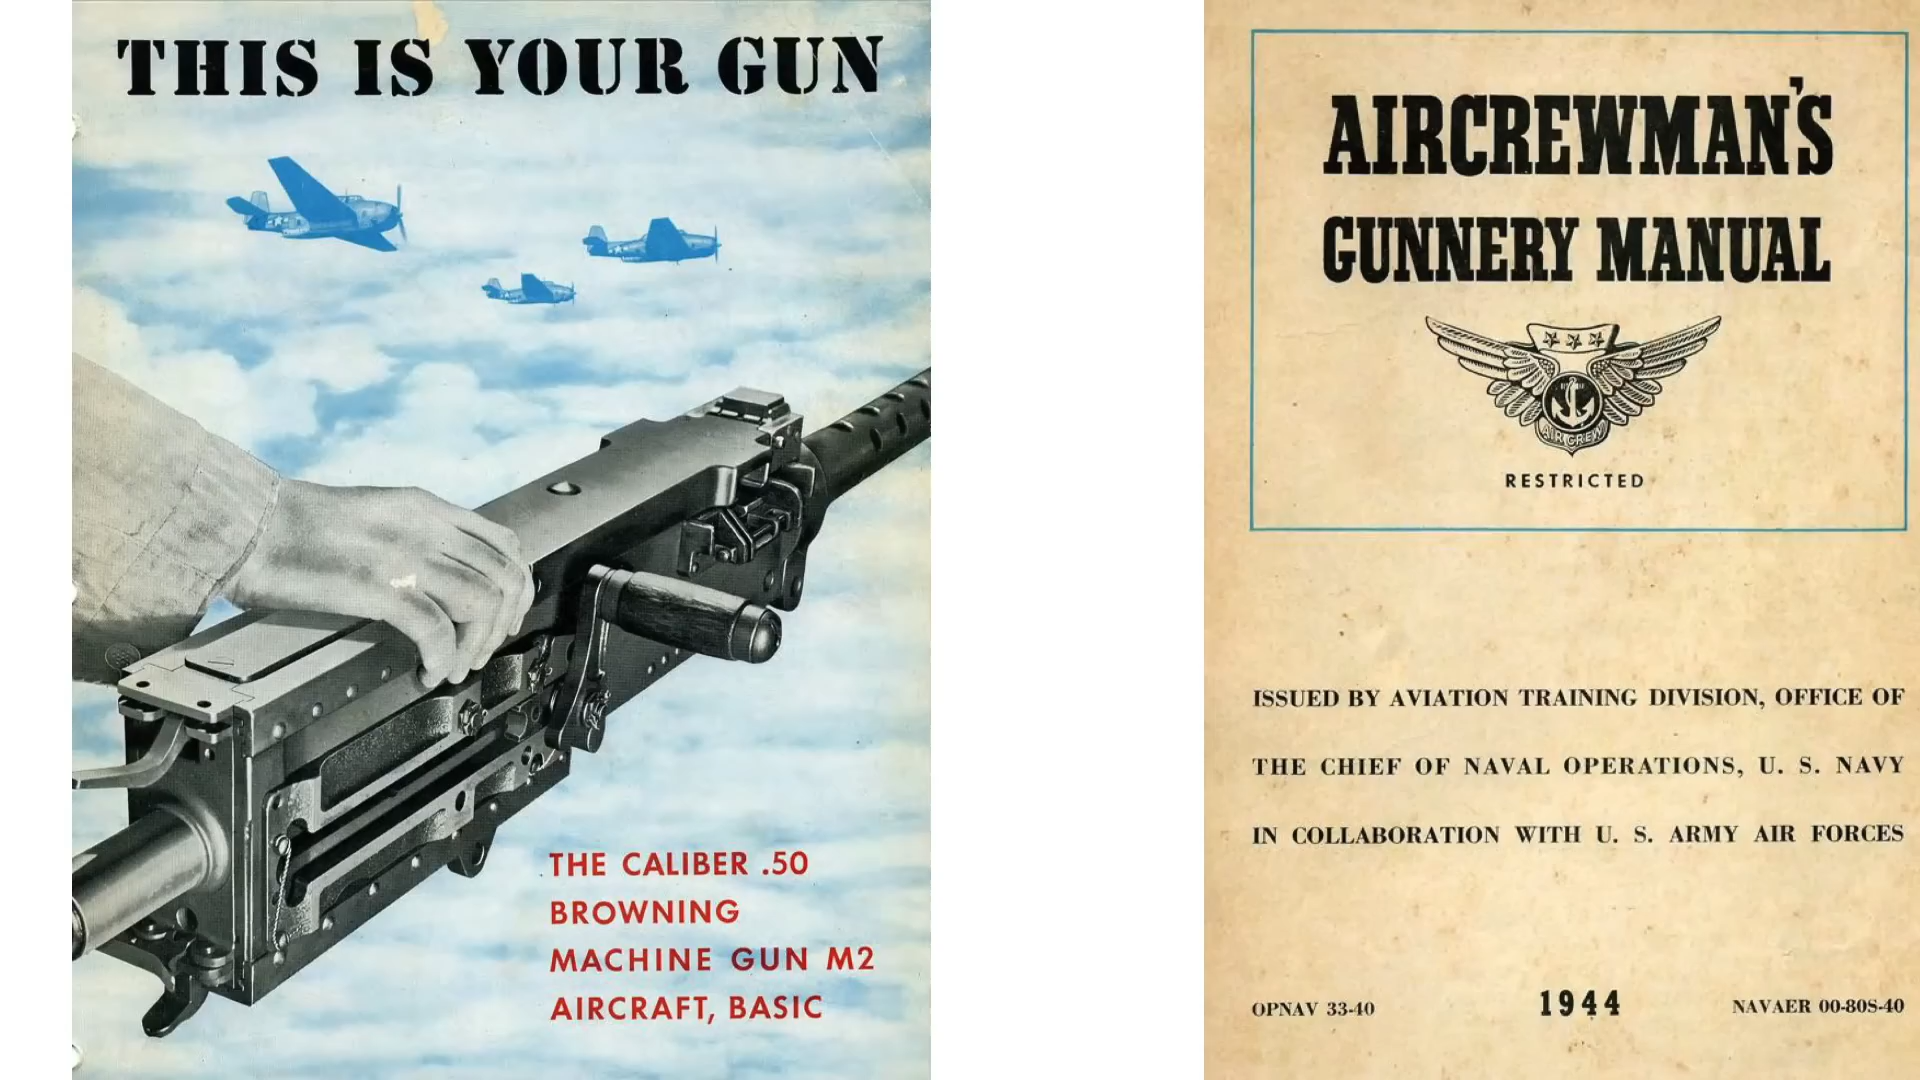 THIS IS YOUR GUN
THE CALIBER .50
BROWNING
MACHINE GUN M2
AIRCRAFT, BASIC
AIRCREWMAN'S
GUNNERY MANUAL
AIR CREW
RESTRICTED
ISSUED BY AVIATION TRAINING DIVISION, OFFICE OF
THE CHIEF OF NAVAL OPERATIONS, U. S. NAVY
IN COLLABORATION WITH U. S. ARMY AIR FORCES
OPNAV 33-40
1944
NAVAER 00-80S-40